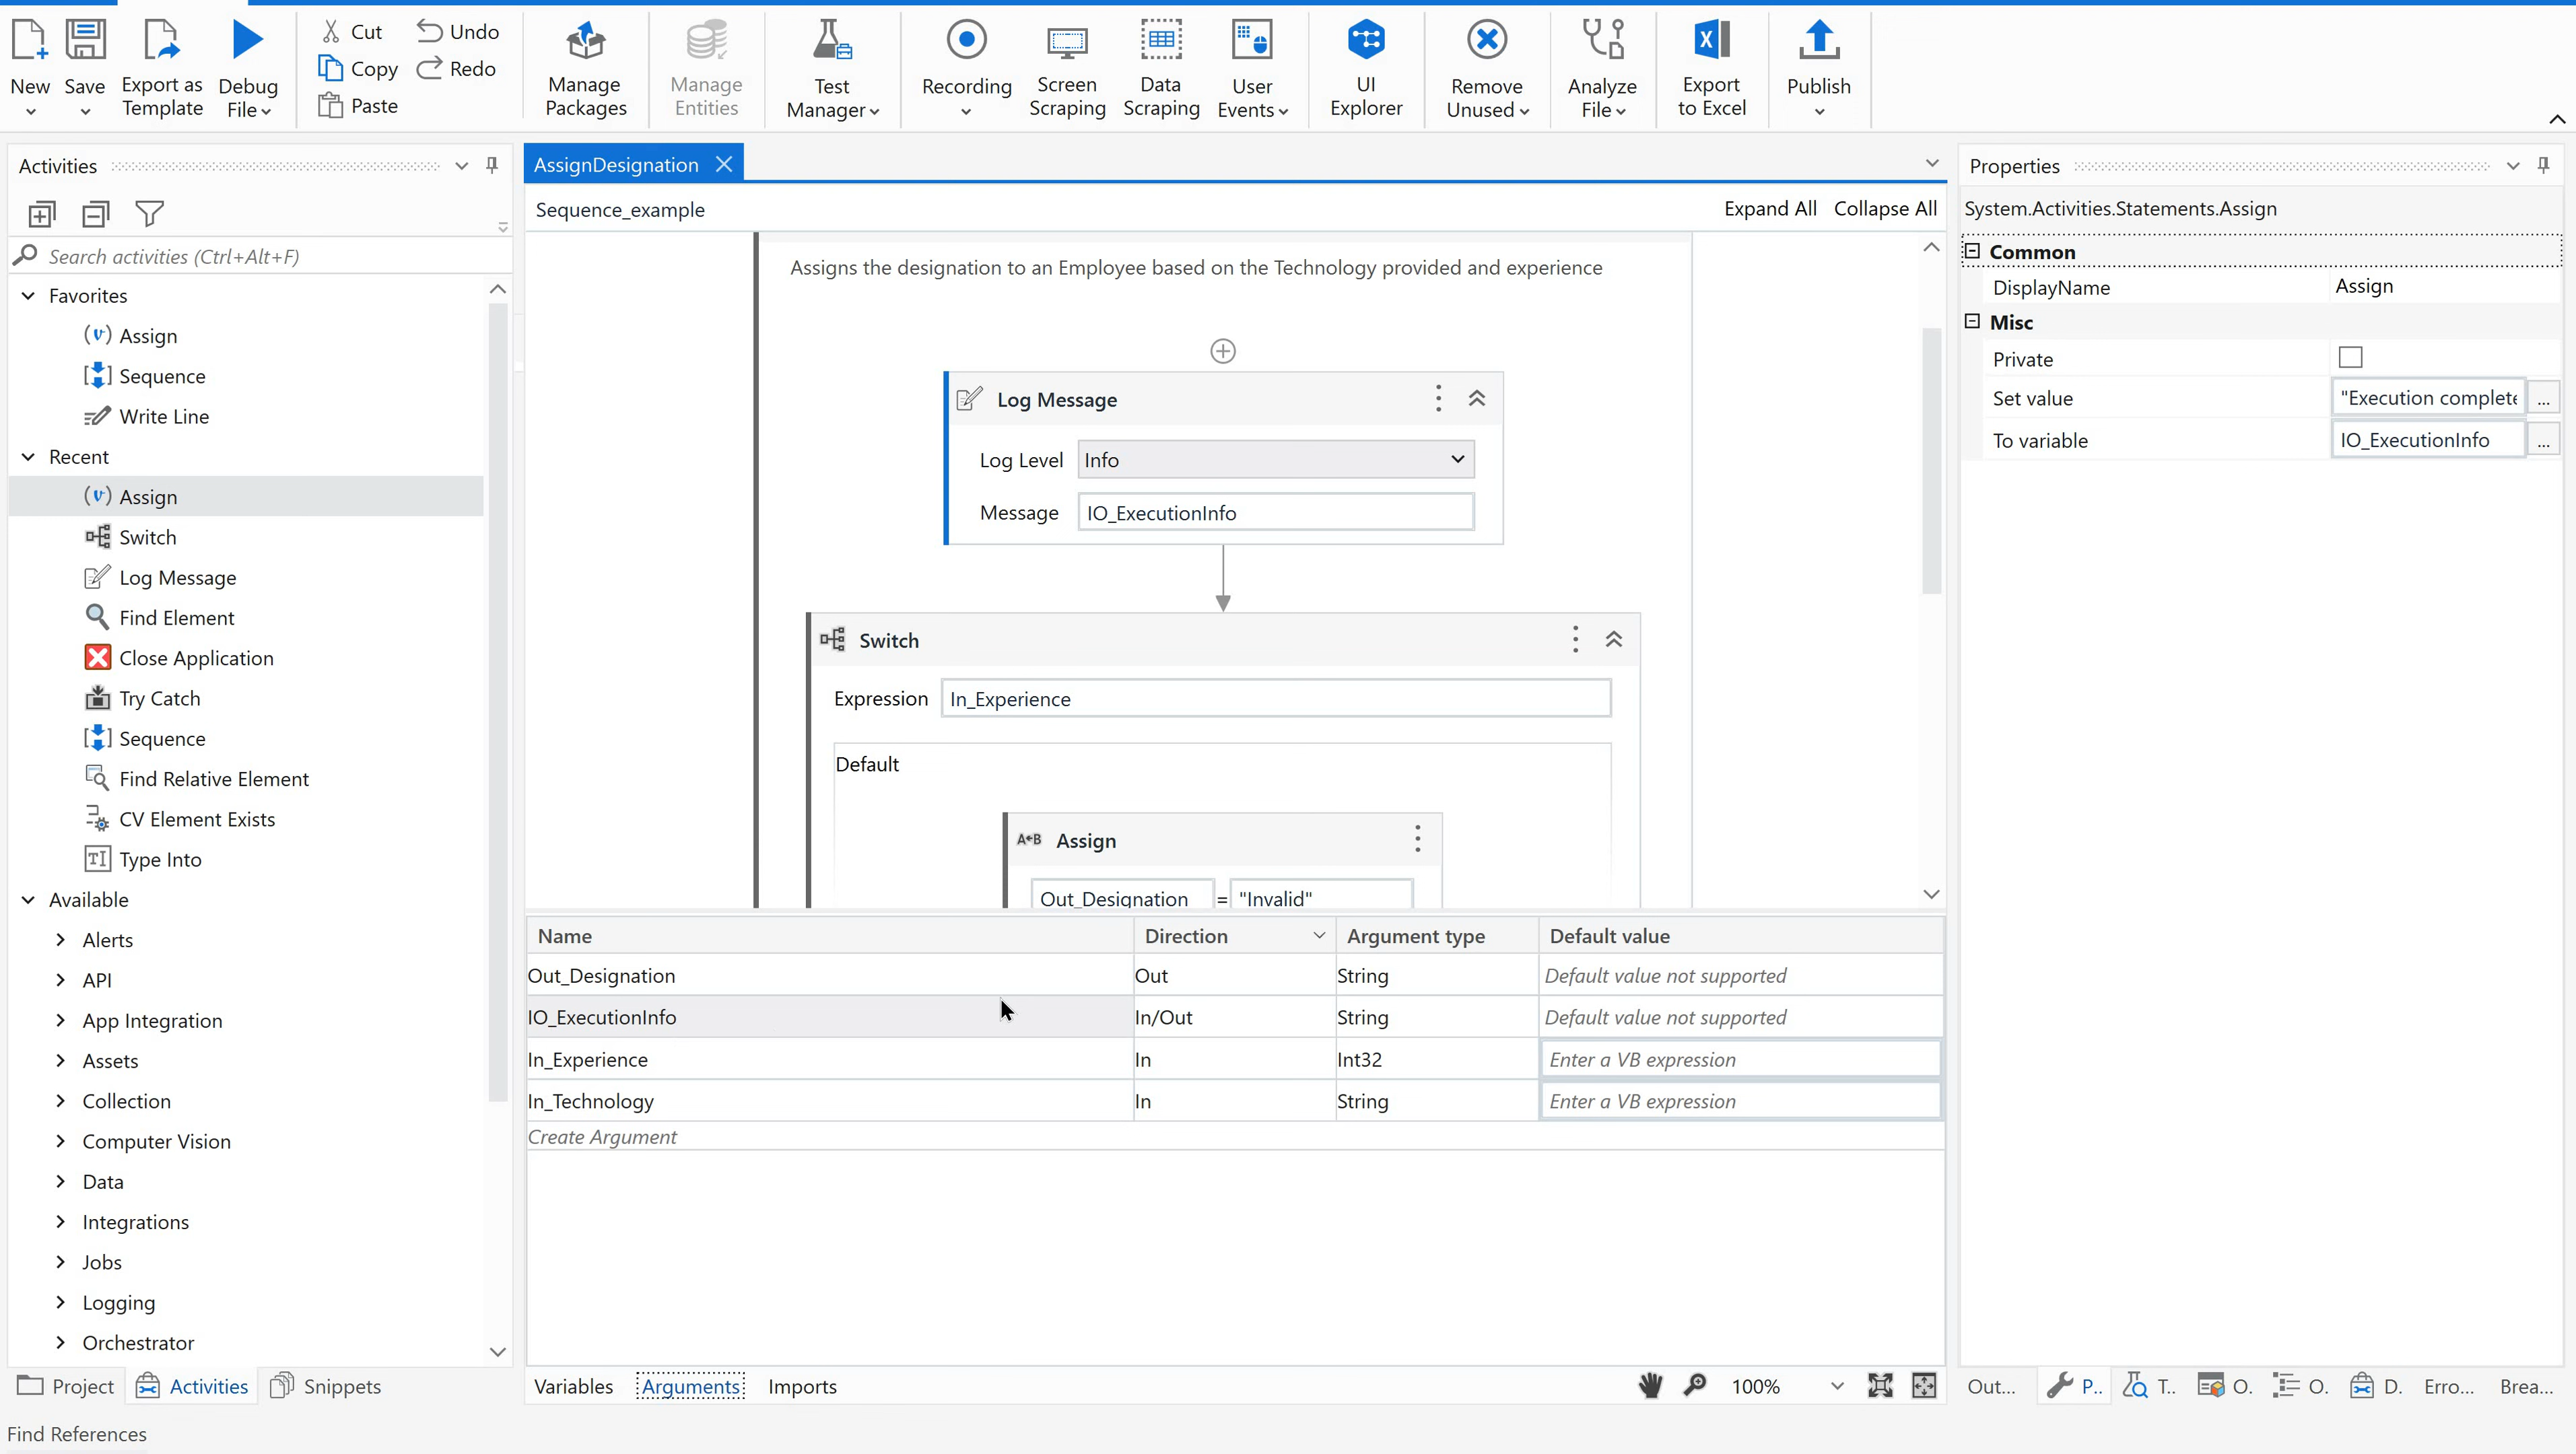 New
Save
Export as
Template
Debug
File
Cut
Copy
Paste
Undo
Redo
Manage
Packages
Manage
Entities
Test
Manager
Recording
Screen
Scraping
Data
Scraping
User
Events
UI
Explorer
Remove
Unused
Analyze
File
Export
to Excel
Publish
Activities
Search activities (Ctrl+Alt+F)
Favorites
Assign
Sequence
Write Line
Recent
Assign
Switch
Log Message
Find Element
Close Application
Try Catch
Sequence
Find Relative Element
CV Element Exists
Type Into
Available
Alerts
API
App Integration
Assets
Collection
Computer Vision
Data
Integrations
Jobs
Logging
Orchestrator
Project
Activities
Snippets
AssignDesignation
Sequence_example
Expand All Collapse All
Assigns the designation to an Employee based on the Technology provided and experience
Log Message
Log Level Info
Message IO_ExecutionInfo
Switch
Expression In_Experience
Default
A←B Assign
Out_Designation = "Invalid"
Name Direction Argument type Default value
Out_Designation Out String Default value not supported
IO_ExecutionInfo In/Out String Default value not supported
In_Experience In Int32 Enter a VB expression
In_Technology In String Enter a VB expression
Create Argument
Variables Arguments Imports 100%
Properties
System.Activities.Statements.Assign
Common
DisplayName Assign
Misc
Private
Set value "Execution complete ...
To variable IO_ExecutionInfo ...
Out... P.. T.. O. O. D. Erro... Brea...
Find References